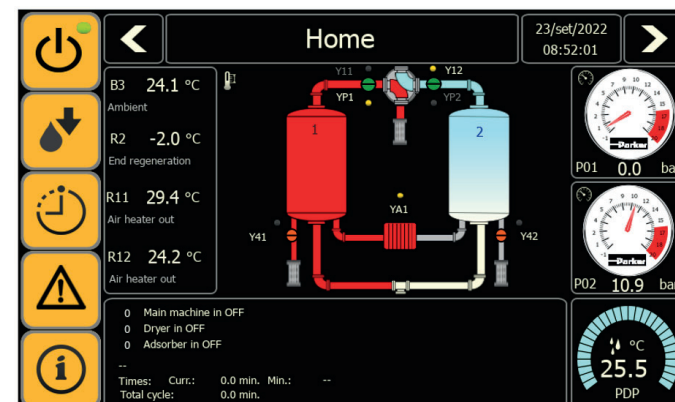 Home
23/set/2022
08:52:01
B3 24.1 °C
Ambient
R2 -2.0 °C
End regeneration
R11 29.4 °C
Air heater out
R12 24.2 °C
Air heater out
Y11
Y12
YP1
YP2
1
2
YA1
Y41
Y42
Parker
P01 0.0 ba
Parker
P02 10.9 bar
°C
25.5
PDP
0 Main machine in OFF
0 Dryer in OFF
0 Adsorber in OFF
--
Times: Curr.: 0.0 min. Min.: --
Total cycle: 0.0 min.